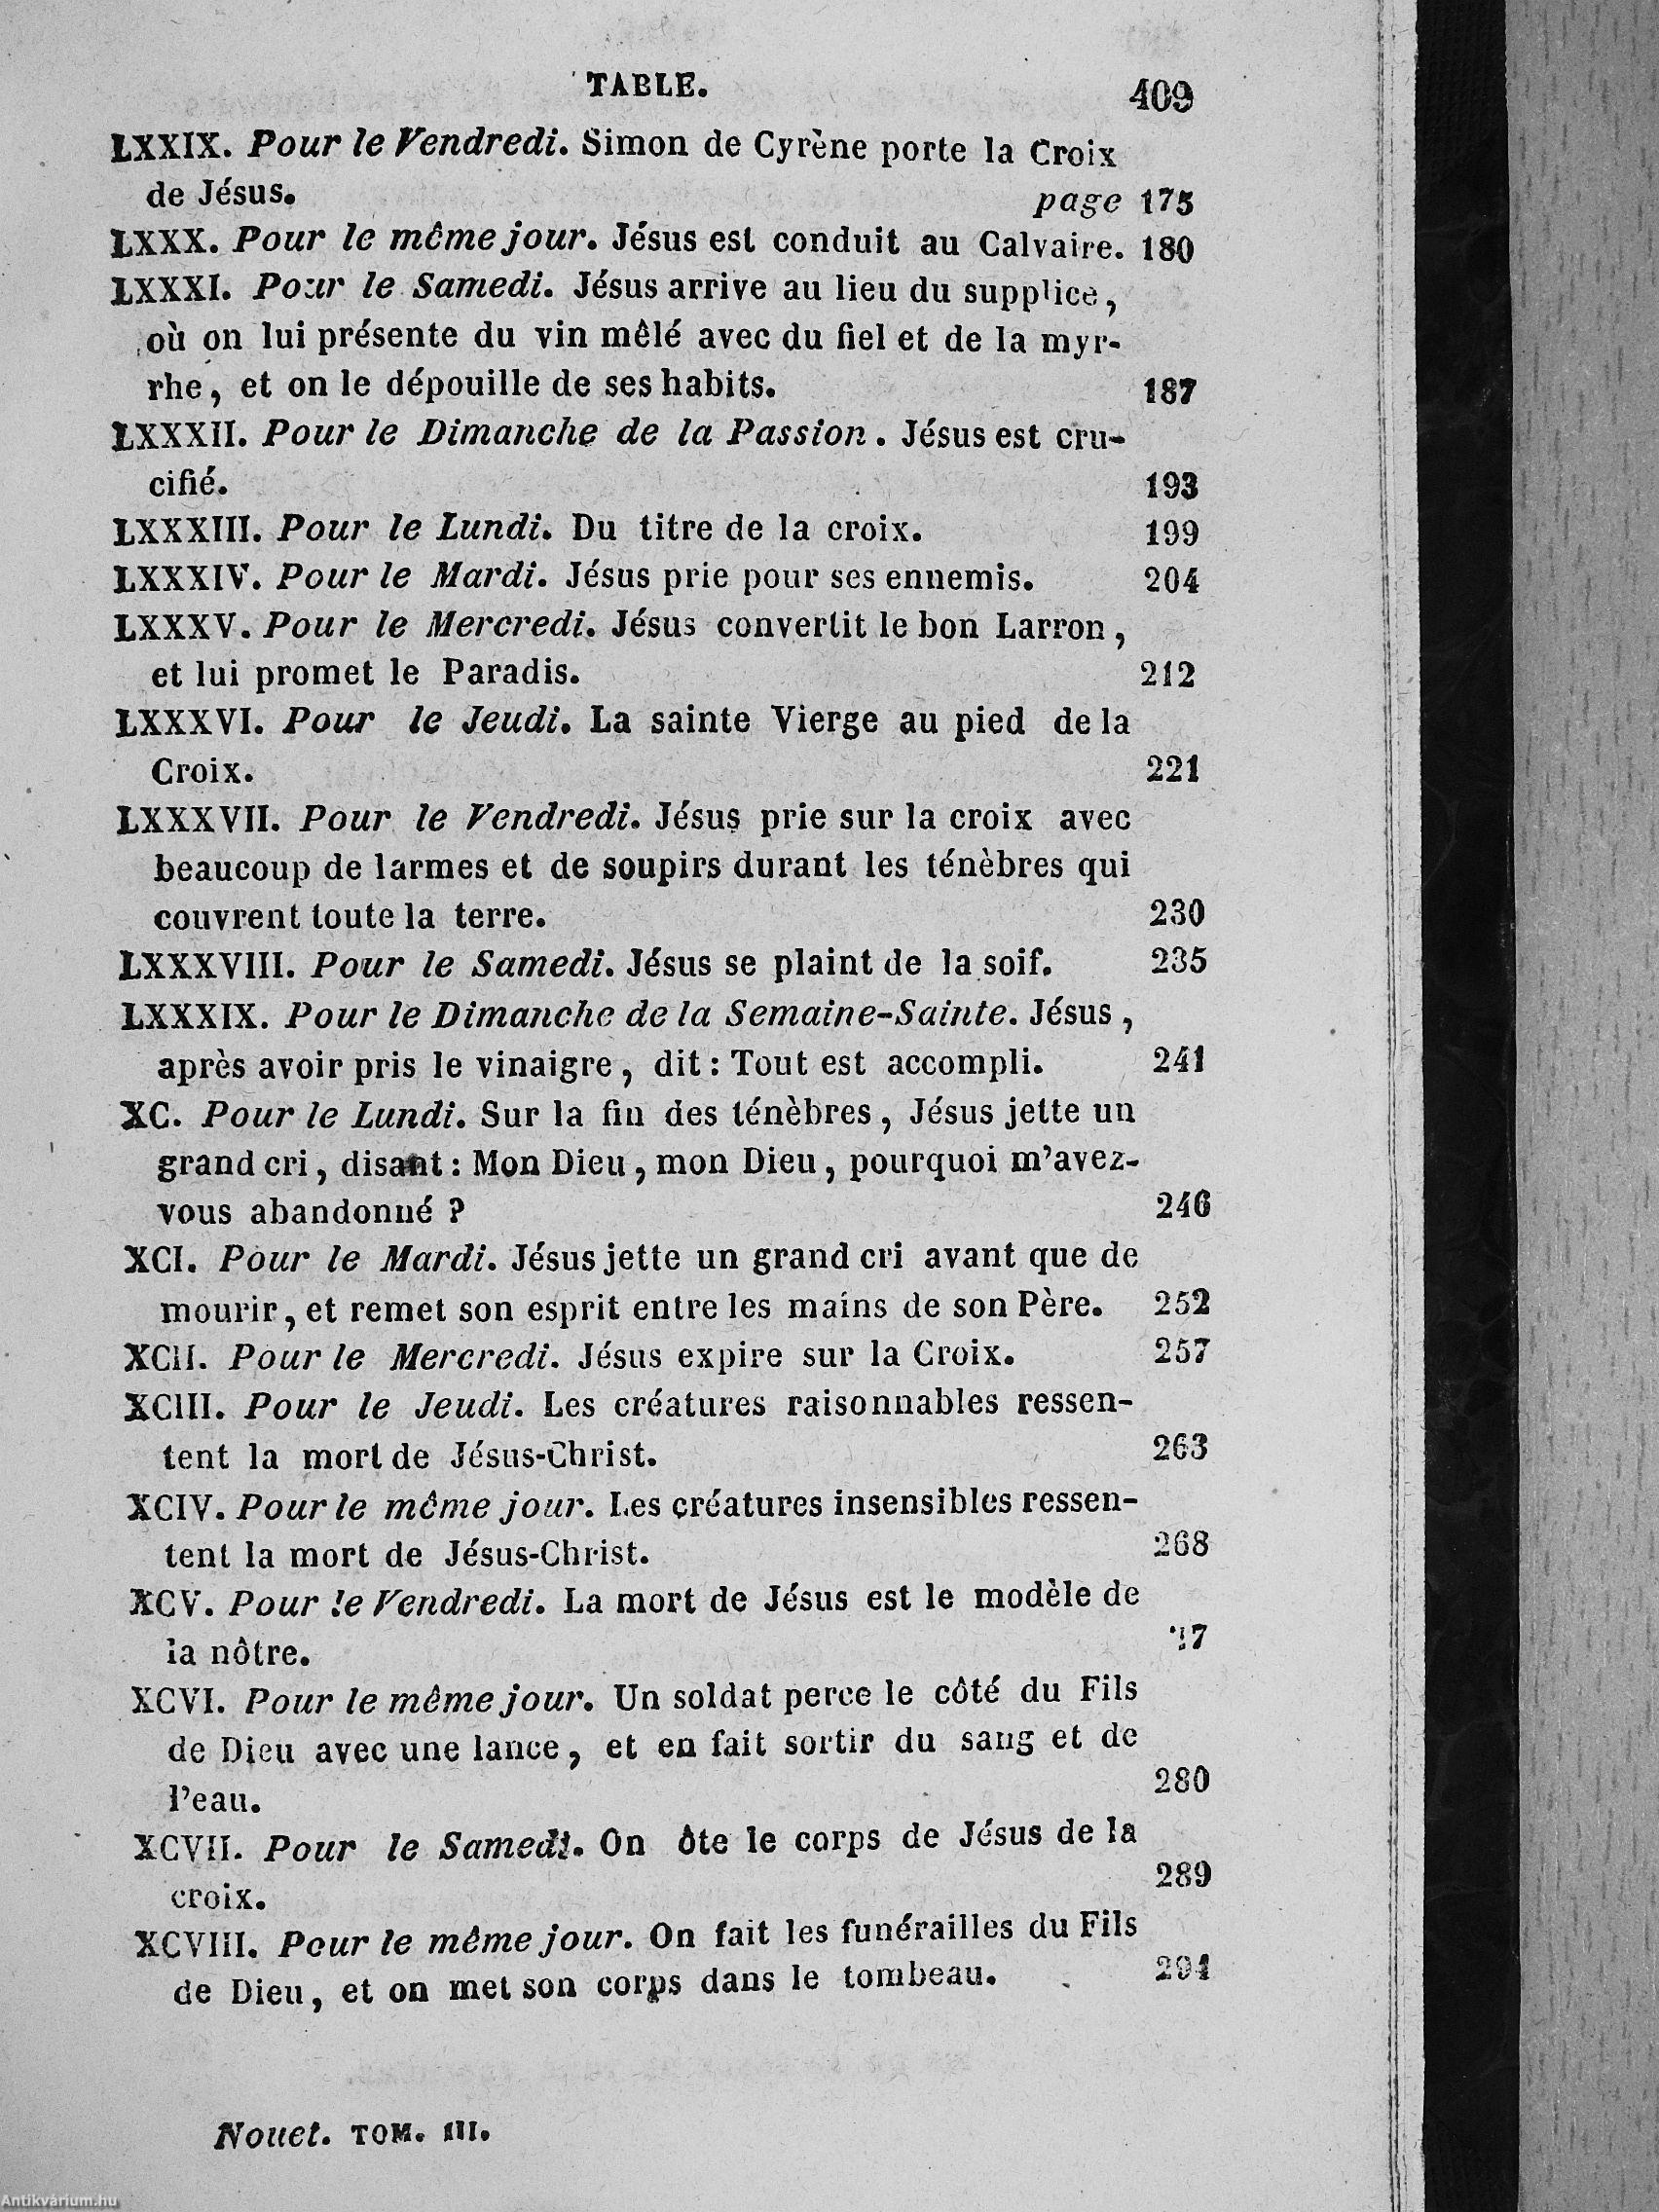 TABLE. 409
LXXIX. Pour le Vendredi. Simon de Cyrène porte la Croix
de Jésus. page 175
LXXX. Pour le même jour. Jésus est conduit au Calvaire. 180
LXXXI. Pour le Samedi. Jésus arrive au lieu du supplice,
où on lui présente du vin mêlé avec du fiel et de la myr-
rhe, et on le dépouille de ses habits. 187
LXXXII. Pour le Dimanche de la Passion. Jésus est cru-
cifié. 193
LXXXIII. Pour le Lundi. Du titre de la croix. 199
LXXXIV. Pour le Mardi. Jésus prie pour ses ennemis. 204
LXXXV. Pour le Mercredi. Jésus convertit le bon Larron,
et lui promet le Paradis. 212
LXXXVI. Pour le Jeudi. La sainte Vierge au pied de la
Croix. 221
LXXXVII. Pour le Vendredi. Jésus prie sur la croix avec
beaucoup de larmes et de soupirs durant les ténèbres qui
couvrent toute la terre. 230
LXXXVIII. Pour le Samedi. Jésus se plaint de la soif. 235
LXXXIX. Pour le Dimanche de la Semaine-Sainte. Jésus,
après avoir pris le vinaigre, dit : Tout est accompli. 241
XC. Pour le Lundi. Sur la fin des ténèbres, Jésus jette un
grand cri, disant : Mon Dieu, mon Dieu, pourquoi m'avez-
vous abandonné ? 246
XCI. Pour le Mardi. Jésus jette un grand cri avant que de
mourir, et remet son esprit entre les mains de son Père. 252
XCII. Pour le Mercredi. Jésus expire sur la Croix. 257
XCIII. Pour le Jeudi. Les créatures raisonnables ressen-
tent la mort de Jésus-Christ. 263
XCIV. Pour le même jour. Les créatures insensibles ressen-
tent la mort de Jésus-Christ. 268
XCV. Pour le Vendredi. La mort de Jésus est le modèle de
la nôtre.
XCVI. Pour le même jour. Un soldat perce le côté du Fils
de Dieu avec une lance, et en fait sortir du sang et de
l'eau. 280
XCVII. Pour le Samedi. On ôte le corps de Jésus de la
croix. 289
XCVIII. Pour le même jour. On fait les funérailles du Fils
de Dieu, et on met son corps dans le tombeau. 294
Nouet. TOM. III.
Antikvárium.hu